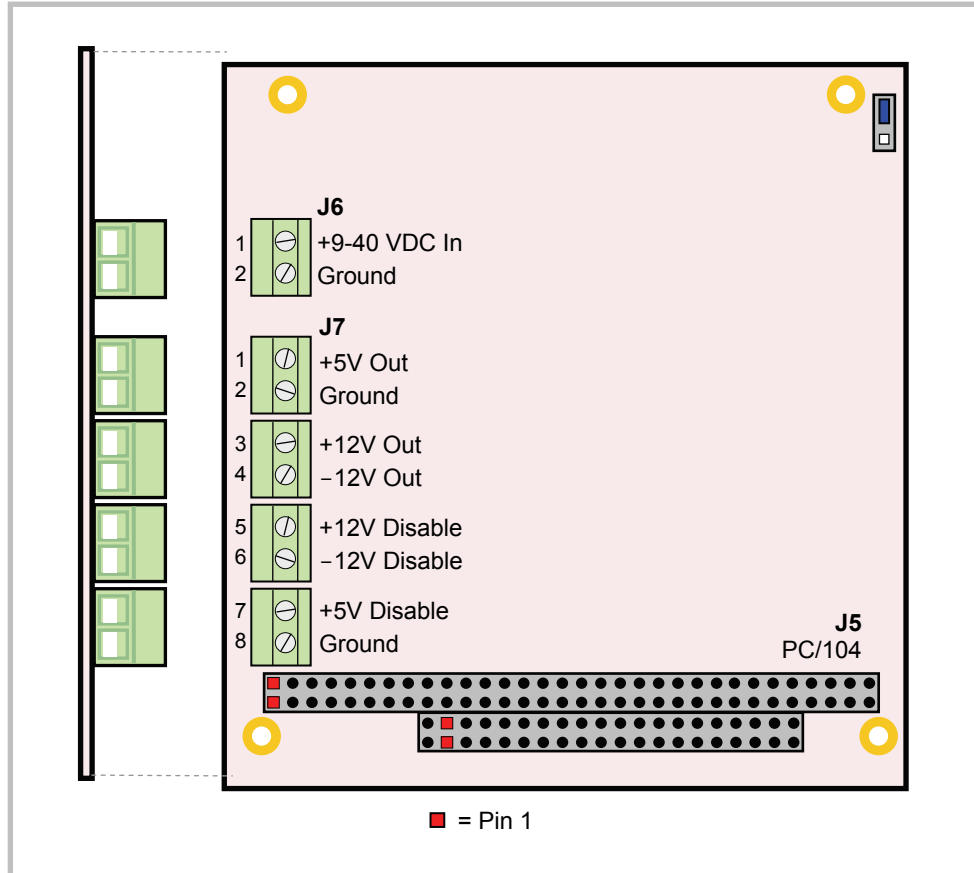 J6
1 +9-40 VDC In
2 Ground
J7
1 +5V Out
2 Ground
3 +12V Out
4 −12V Out
5 +12V Disable
6 −12V Disable
7 +5V Disable
8 Ground
J5
PC/104
= Pin 1